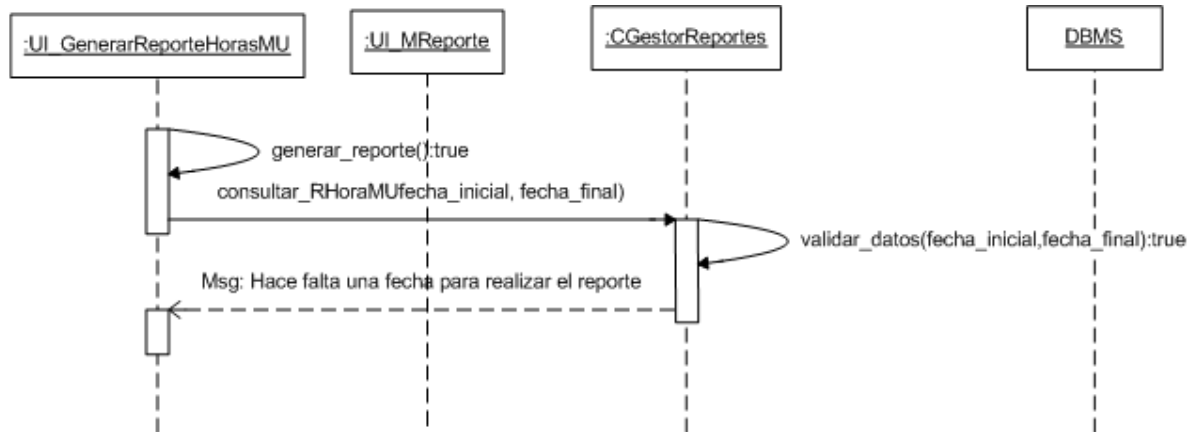 :UI_GenerarReporteHorasMU
:UI_MReporte
:CGestorReportes
DBMS
generar_reporte():true
consultar_RHoraMUfecha_inicial, fecha_final)
validar_datos(fecha_inicial,fecha_final):true
Msg: Hace falta una fecha para realizar el reporte